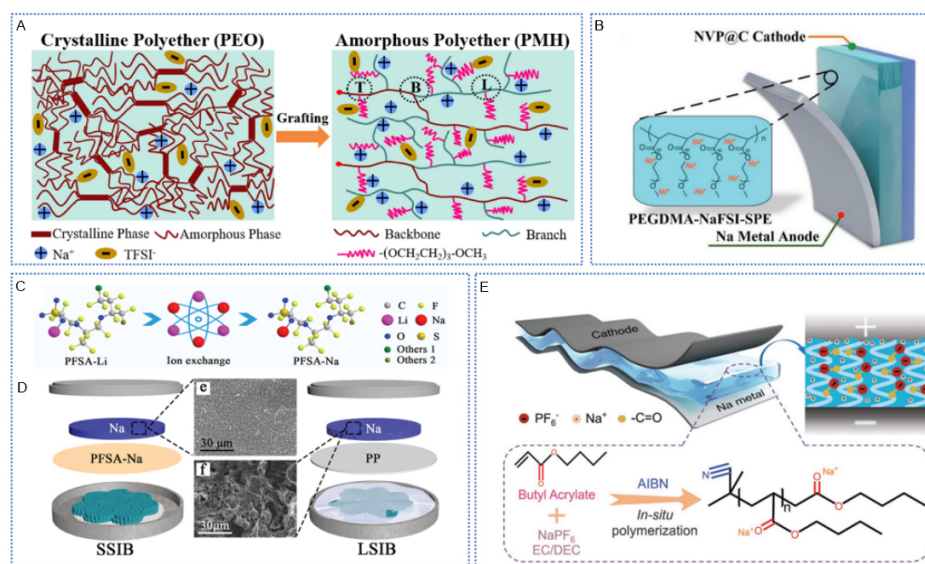 A
Crystalline Polyether (PEO)
Amorphous Polyether (PMH)
Grafting
T
B
L
Crystalline Phase
Amorphous Phase
Na⁺
TFSI⁻
Backbone
Branch
-(OCH₂CH₂)₃-OCH₃
B
NVP@C Cathode
PEGDMA-NaFSI-SPE
Na Metal Anode
C
PFSA-Li
Ion exchange
PFSA-Na
C
F
Li
Na
O
S
Others 1
Others 2
D
Na
PFSA-Na
SSIB
e
30 μm
f
30μm
Na
PP
LSIB
E
Cathode
Na metal
PF₆⁻
Na⁺
-C=O
+
−
Butyl Acrylate
+
NaPF₆
EC/DEC
AIBN
In-situ
polymerization
N
O
O
n
O
O
Na⁺
O
O
Na⁺